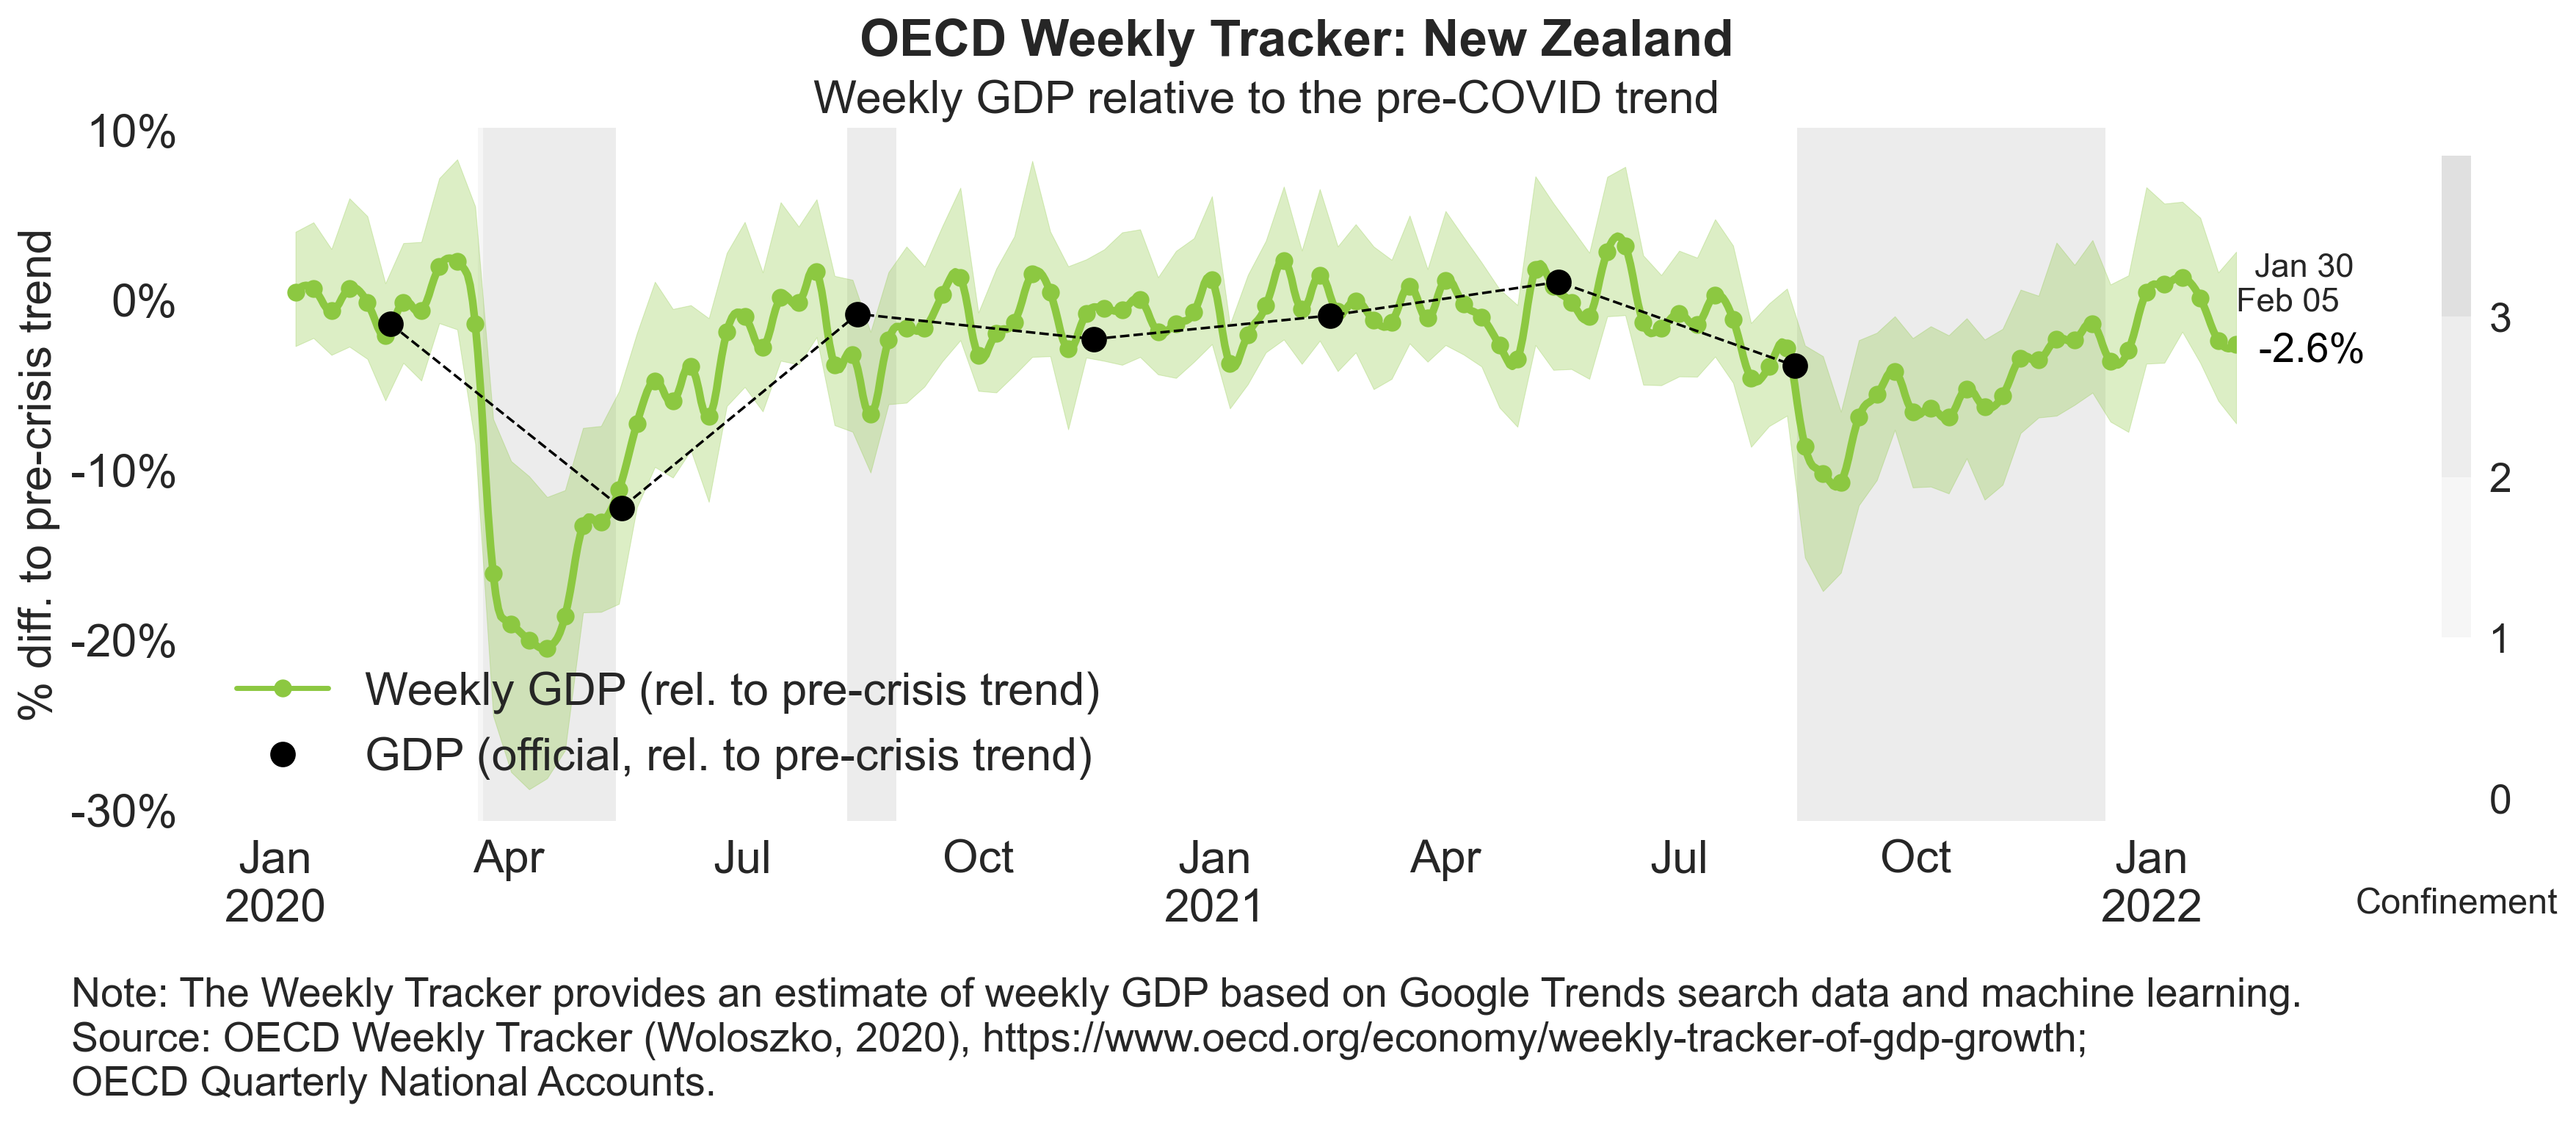 OECD Weekly Tracker: New Zealand
Weekly GDP relative to the pre-COVID trend
% diff. to pre-crisis trend
10%
0%
-10%
-20%
-30%
Weekly GDP (rel. to pre-crisis trend)
GDP (official, rel. to pre-crisis trend)
Jan 30
Feb 05
-2.6%
3
2
1
0
Confinement
Jan Apr Jul Oct Jan Apr Jul Oct Jan
2020 2021 2022
Note: The Weekly Tracker provides an estimate of weekly GDP based on Google Trends search data and machine learning.
Source: OECD Weekly Tracker (Woloszko, 2020), https://www.oecd.org/economy/weekly-tracker-of-gdp-growth;
OECD Quarterly National Accounts.